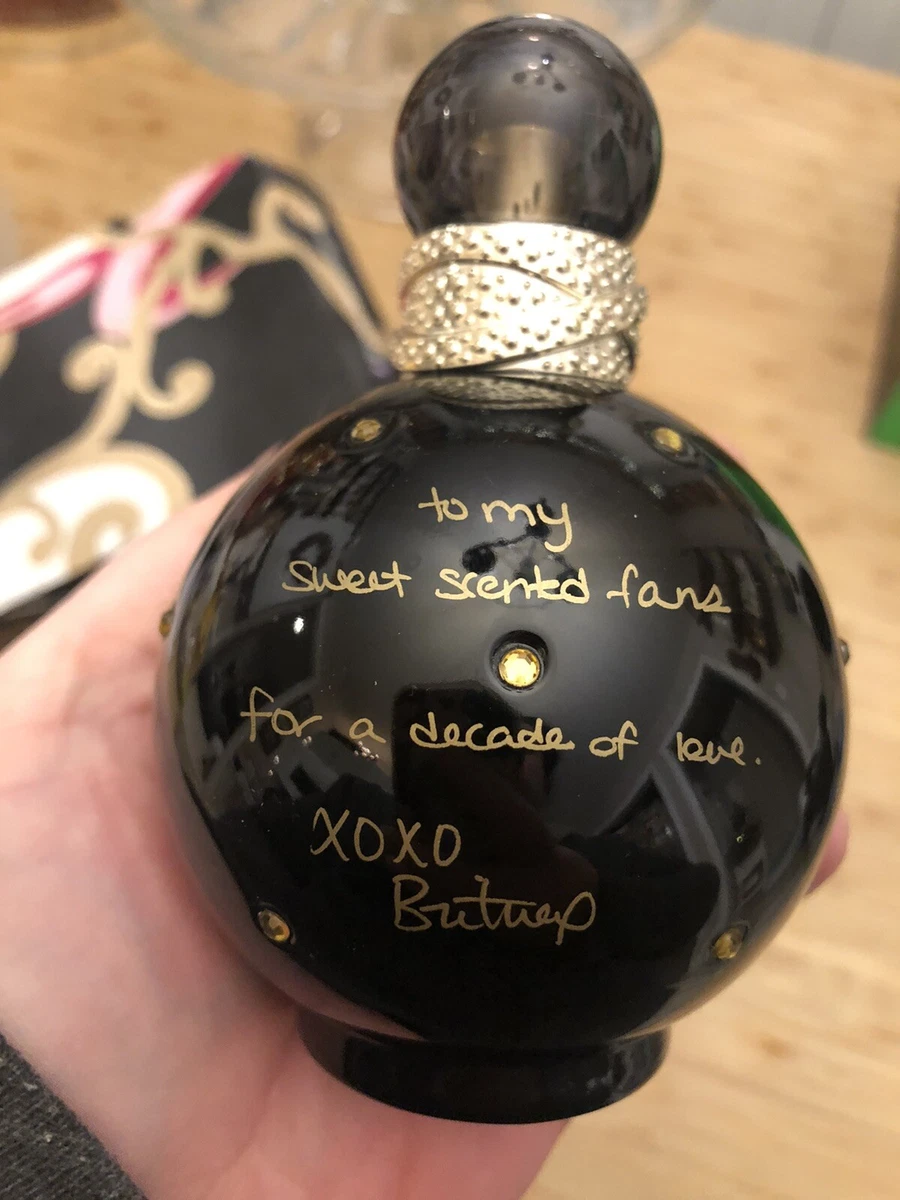 to my
sweet scented fans
for a decade of love.
XOXO
Britney